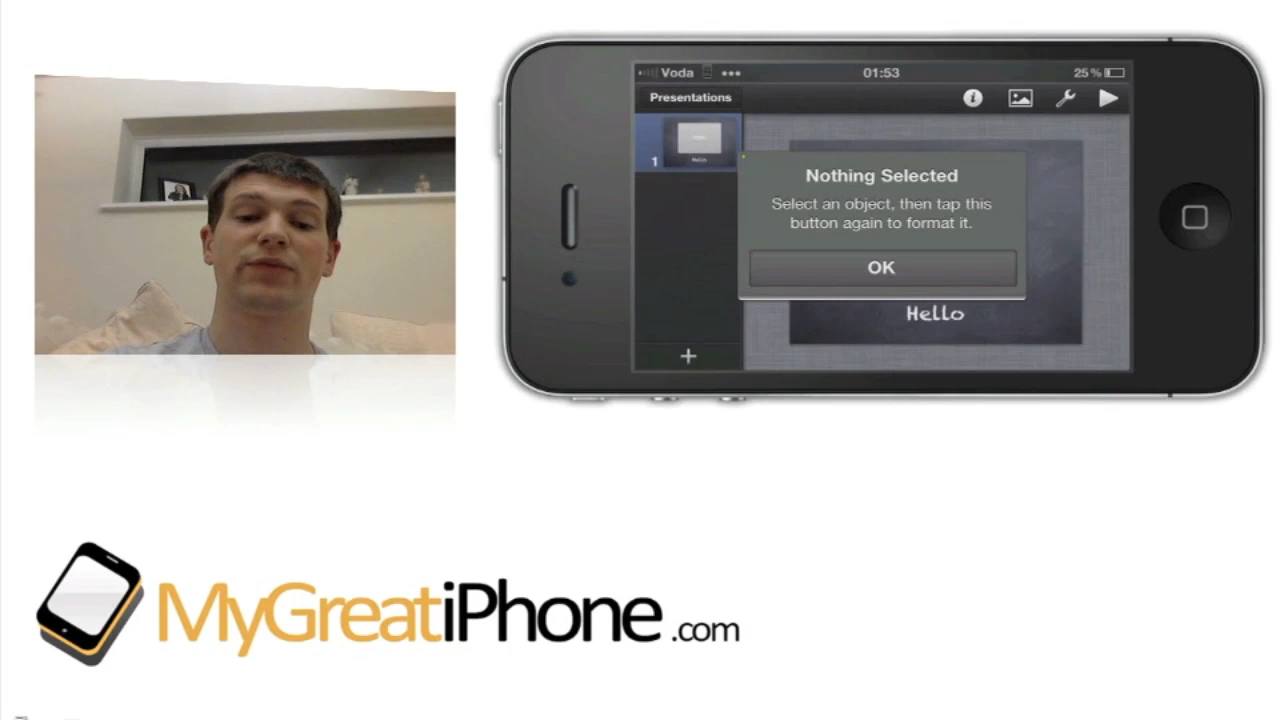 Voda
01:53
25%
Presentations
1
Hello
Nothing Selected
Select an object, then tap this
button again to format it.
OK
Hello
+
MyGreatiPhone.com